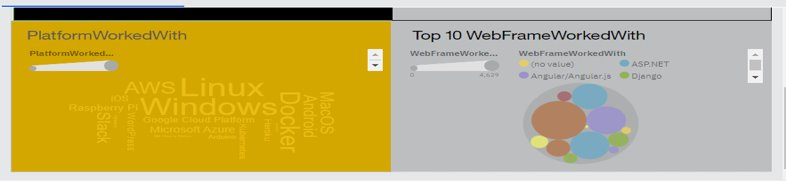 PlatformWorkedWith
Top 10 WebFrameWorkedWith
PlatformWorked...
WebFrameWorke...
WebFrameWorkedWith
0
4,629
(no value)
ASP.NET
Angular/Angular.js
Django
AWS
Linux
iOS
Raspberry Pi
Windows
Docker
Android
MacOS
Slack
WordPress
Google Cloud Platform
Microsoft Azure
Arduino
Kubernetes
Heroku